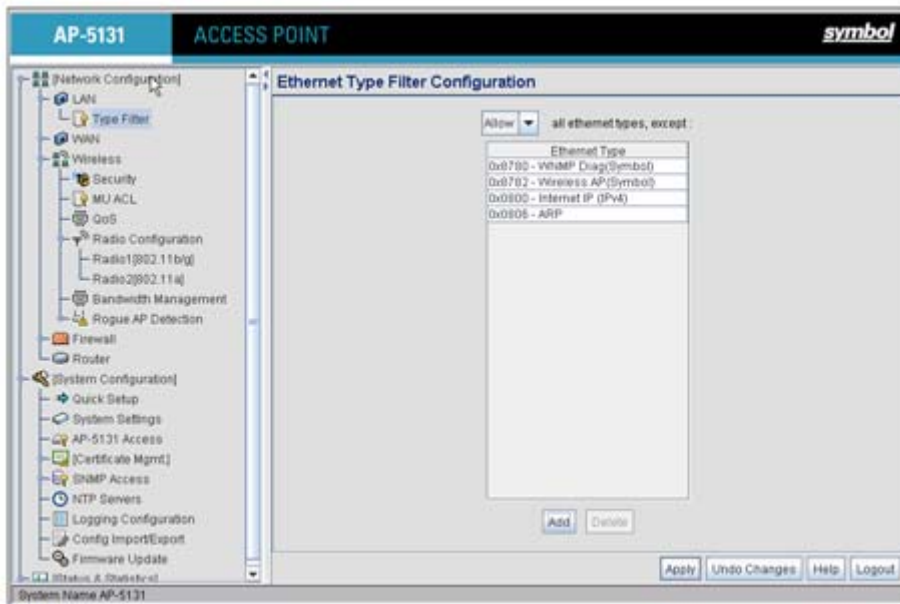 AP-5131 ACCESS POINT symbol
[Network Configuration]
LAN
Type Filter
WAN
Wireless
Security
MU ACL
QoS
Radio Configuration
Radio1[802.11b/g]
Radio2[802.11a]
Bandwidth Management
Rogue AP Detection
Firewall
Router
[System Configuration]
Quick Setup
System Settings
AP-5131 Access
[Certificate Mgmt.]
SNMP Access
NTP Servers
Logging Configuration
Config Import/Export
Firmware Update
[Status & Statistics]
Ethernet Type Filter Configuration
Allow all ethernet types, except :
Ethernet Type
0x8780 - WNMP Diag(Symbol)
0x8782 - Wireless AP(Symbol)
0x0800 - Internet IP (IPv4)
0x0806 - ARP
Add Delete
Apply Undo Changes Help Logout
System Name AP-5131